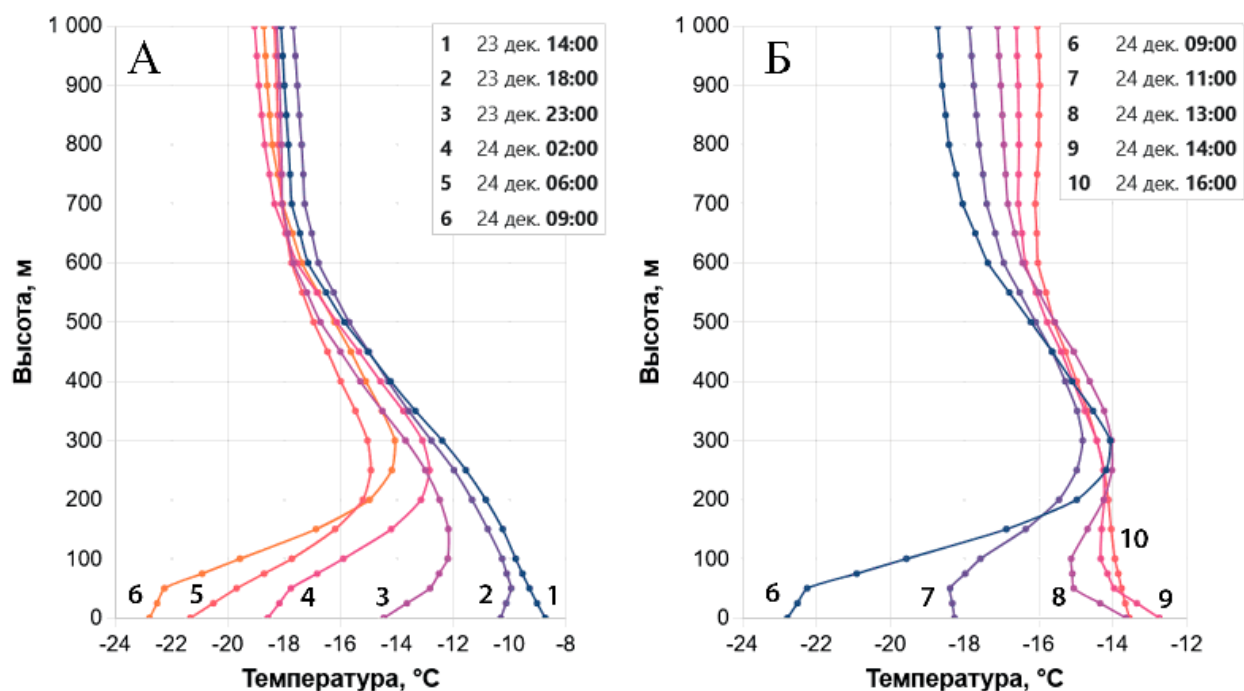 А
1 000
900
800
700
600
500
400
300
200
100
0
Высота, м
1 23 дек. 14:00
2 23 дек. 18:00
3 23 дек. 23:00
4 24 дек. 02:00
5 24 дек. 06:00
6 24 дек. 09:00
6 5 4 3 2 1
-24 -22 -20 -18 -16 -14 -12 -10 -8
Температура, °C
Б
1 000
900
800
700
600
500
400
300
200
100
0
Высота, м
6 24 дек. 09:00
7 24 дек. 11:00
8 24 дек. 13:00
9 24 дек. 14:00
10 24 дек. 16:00
10
6 7 8 9
-24 -22 -20 -18 -16 -14 -12
Температура, °C